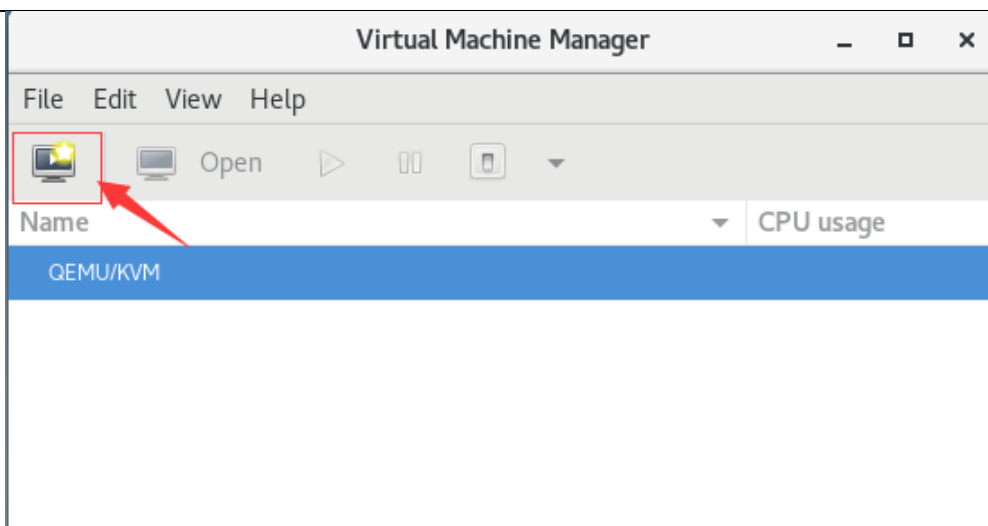 Virtual Machine Manager
File Edit View Help
Open
Name CPU usage
QEMU/KVM